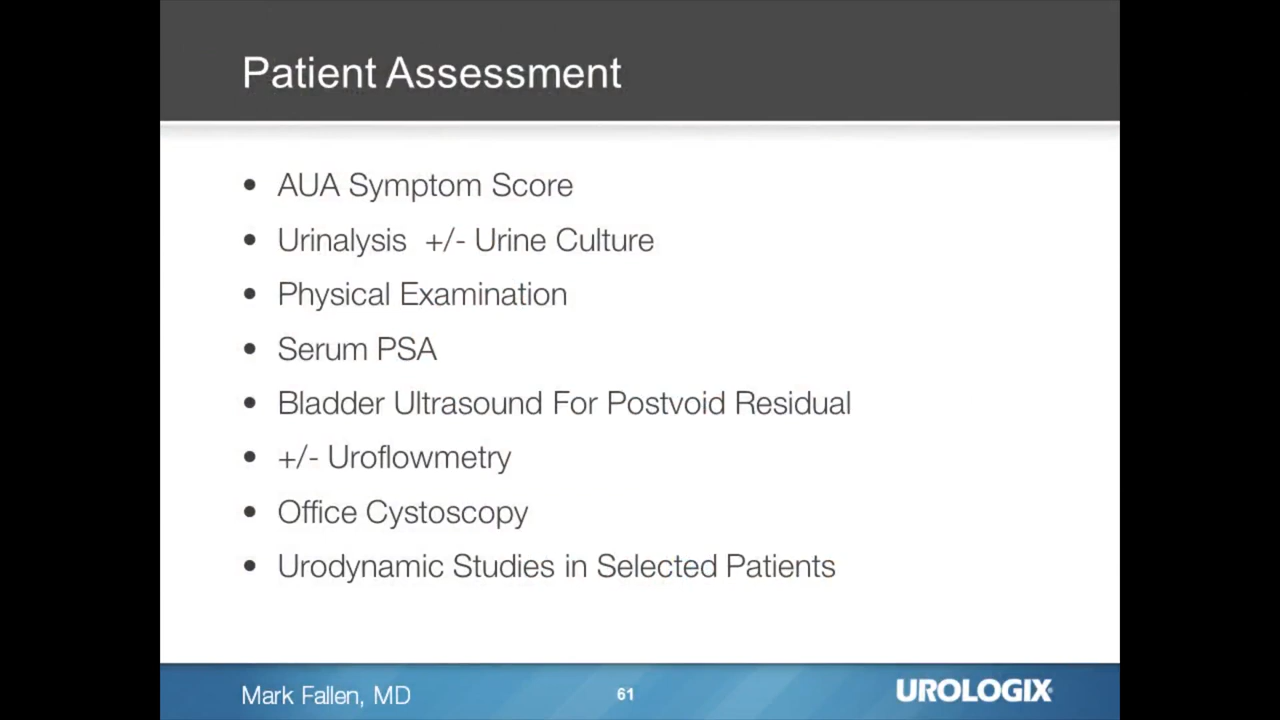 Patient Assessment
• AUA Symptom Score
• Urinalysis  +/- Urine Culture
• Physical Examination
• Serum PSA
• Bladder Ultrasound For Postvoid Residual
• +/- Uroflowmetry
• Office Cystoscopy
• Urodynamic Studies in Selected Patients
Mark Fallen, MD
61
UROLOGIX